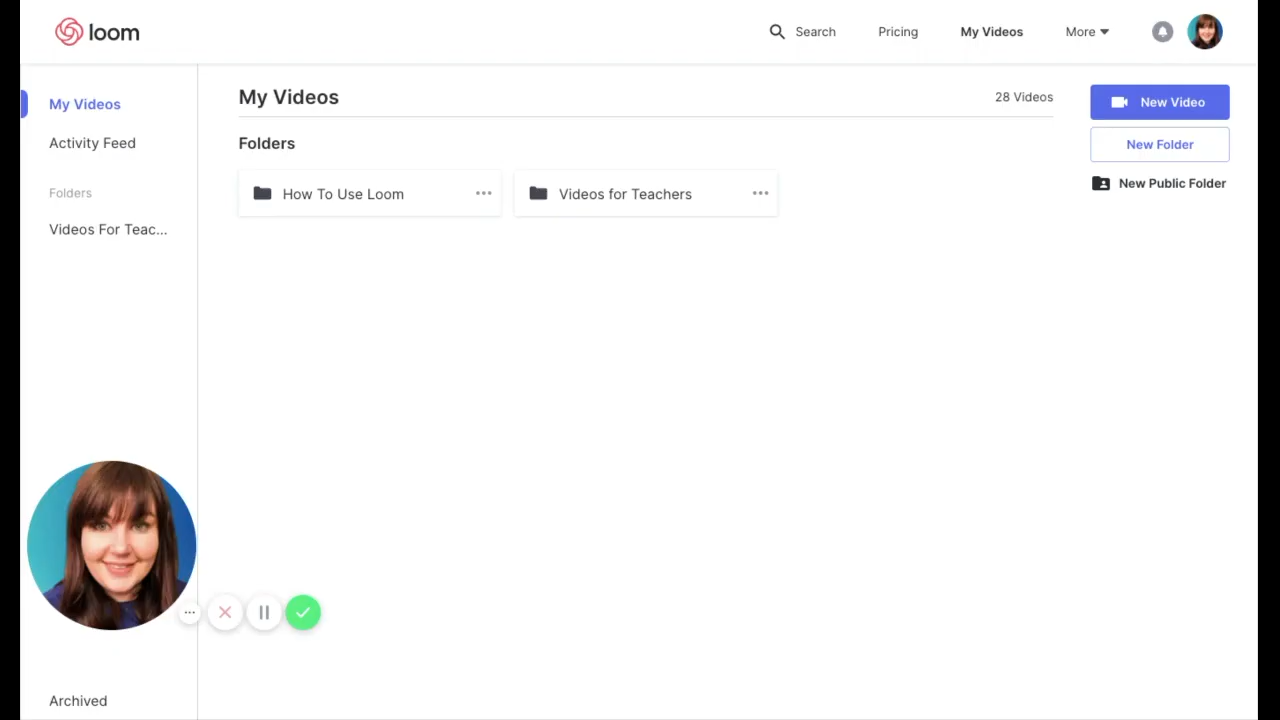 loom
Search
Pricing
My Videos
More
My Videos
Activity Feed
Folders
Videos For Teac...
Archived
My Videos
28 Videos
Folders
How To Use Loom
Videos for Teachers
New Video
New Folder
New Public Folder